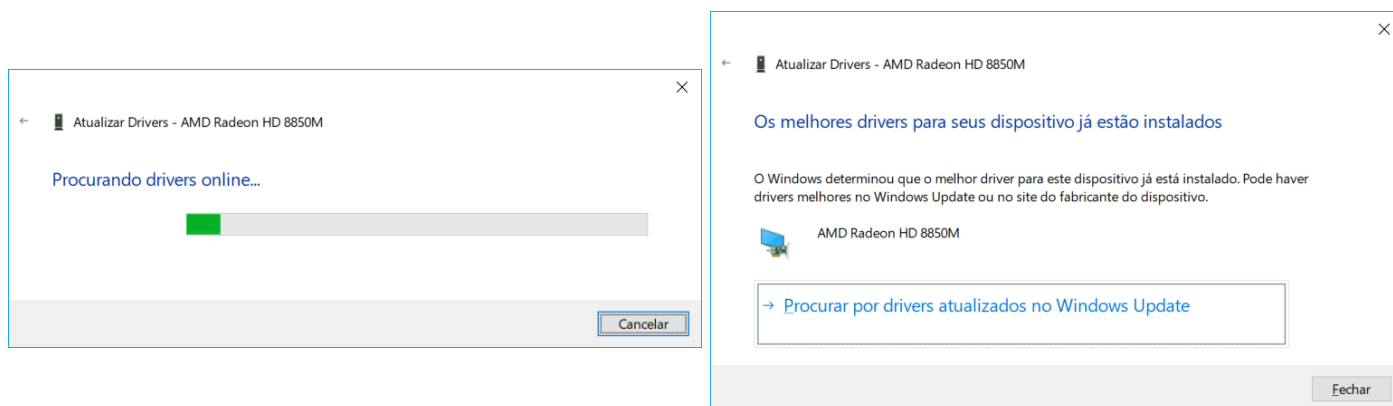 Atualizar Drivers - AMD Radeon HD 8850M
Procurando drivers online...
Cancelar
Atualizar Drivers - AMD Radeon HD 8850M
Os melhores drivers para seus dispositivo já estão instalados
O Windows determinou que o melhor driver para este dispositivo já está instalado. Pode haver
drivers melhores no Windows Update ou no site do fabricante do dispositivo.
AMD Radeon HD 8850M
Procurar por drivers atualizados no Windows Update
Fechar